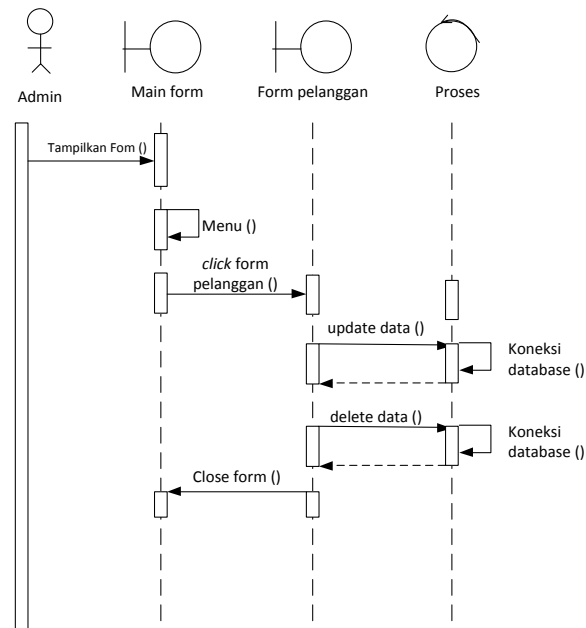 Admin
Main form
Form pelanggan
Proses
Tampilkan Fom ()
Menu ()
click form
pelanggan ()
update data ()
Koneksi
database ()
delete data ()
Koneksi
database ()
Close form ()